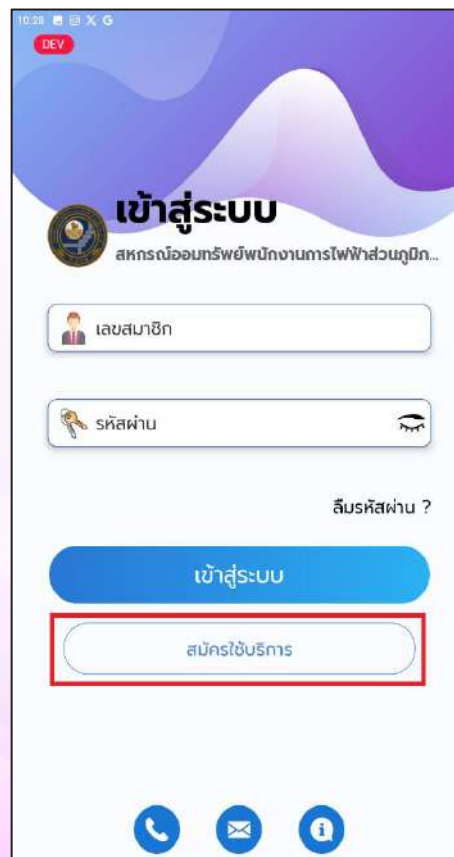 10:28
DEV
เข้าสู่ระบบ
สหกรณ์ออมทรัพย์พนักงานการไฟฟ้าส่วนภูมิภ...
เลขสมาชิก
รหัสผ่าน
ลืมรหัสผ่าน ?
เข้าสู่ระบบ
สมัครใช้บริการ